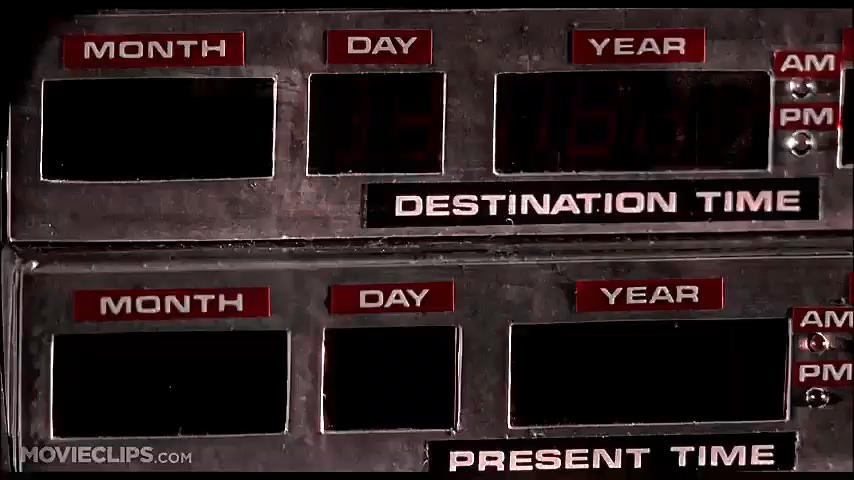 MONTH DAY YEAR
AM
PM
DESTINATION TIME
MONTH DAY YEAR
AM
PM
PRESENT TIME
MOVIECLIPS.COM